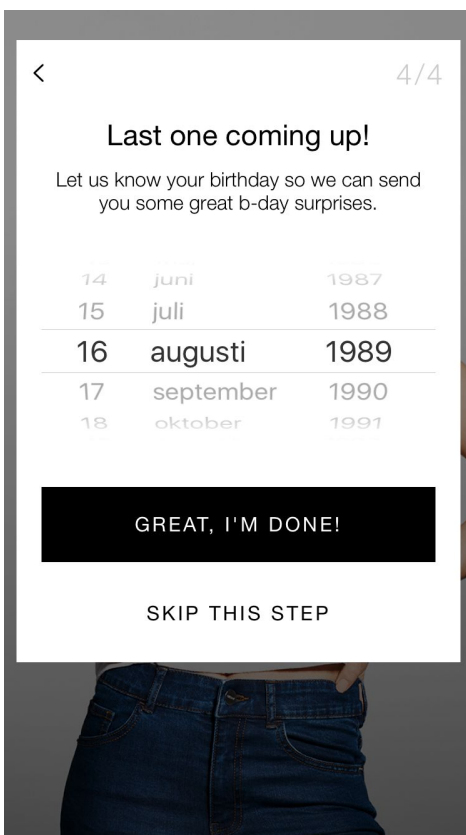 4/4
Last one coming up!
Let us know your birthday so we can send
you some great b-day surprises.
14 juni 1987
15 juli 1988
16 augusti 1989
17 september 1990
18 oktober 1991
GREAT, I'M DONE!
SKIP THIS STEP